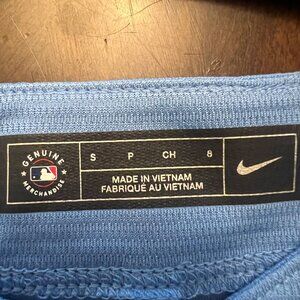 GENUINE
MERCHANDISE
S P CH 8
MADE IN VIETNAM
FABRIQUÉ AU VIETNAM